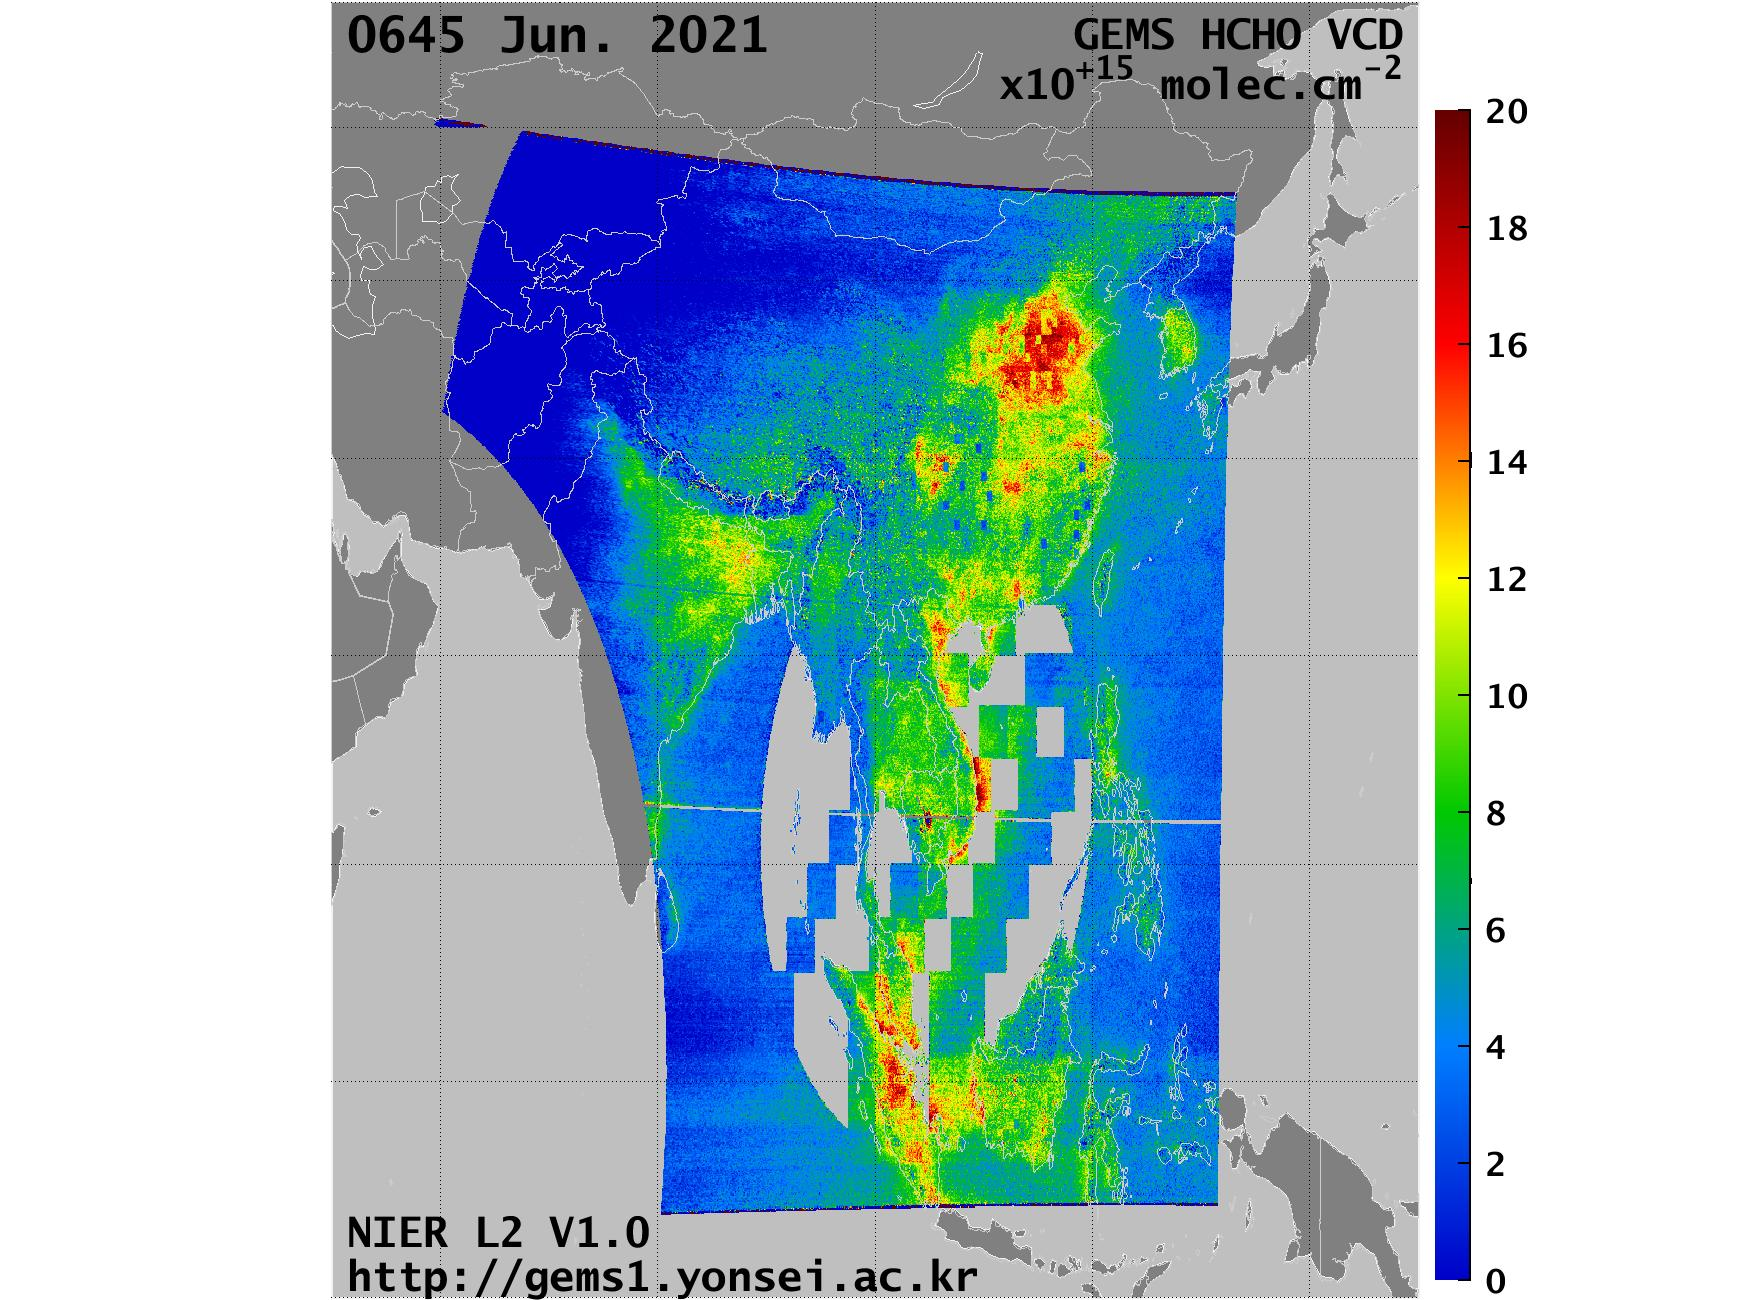 0645 Jun. 2021
GEMS HCHO VCD
x10⁺¹⁵ molec.cm⁻²
20
18
16
14
12
10
8
6
4
2
0
NIER L2 V1.0
http://gems1.yonsei.ac.kr